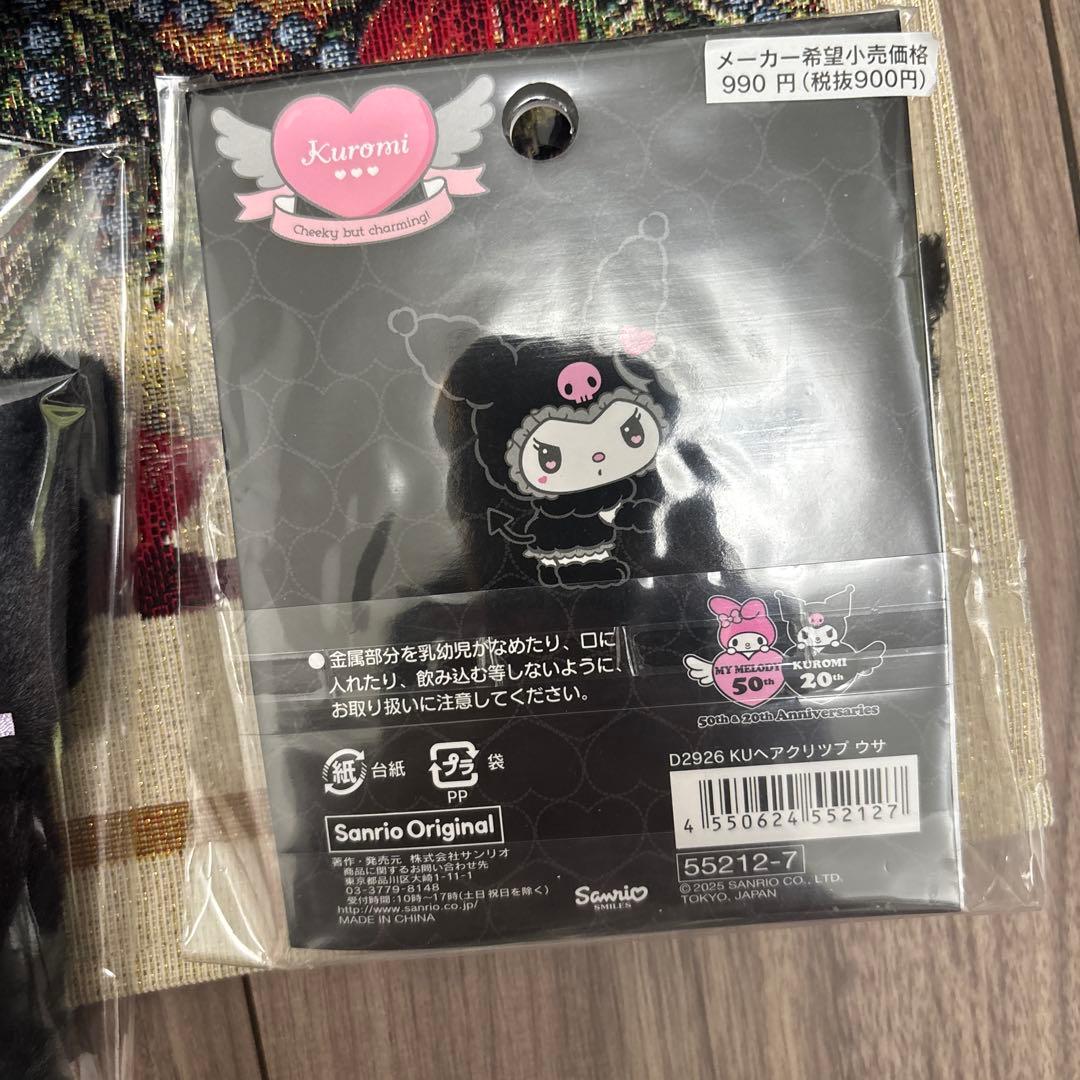 メーカー希望小売価格
990 円(税抜900円)
Kuromi
Cheeky but charming!
●金属部分を乳幼児がなめたり、口に
入れたり、飲み込む等しないように、
お取り扱いに注意してください。
MY MELODY
50th
KUROMI
20th
50th & 20th Anniversaries
紙 台紙
プラ 袋
PP
D2926 KUヘアクリツプ ウサ
4 550624 552127
55212-7
Sanrio Original
著作・発売元 株式会社サンリオ
商品に関するお問い合わせ先
東京都品川区大崎1-11-1
03-3779-8148
受付時間:10時～17時(土日祝日を除く)
http://www.sanrio.co.jp/
MADE IN CHINA
Sanrio
SMILES
© 2025 SANRIO CO., LTD.
TOKYO, JAPAN